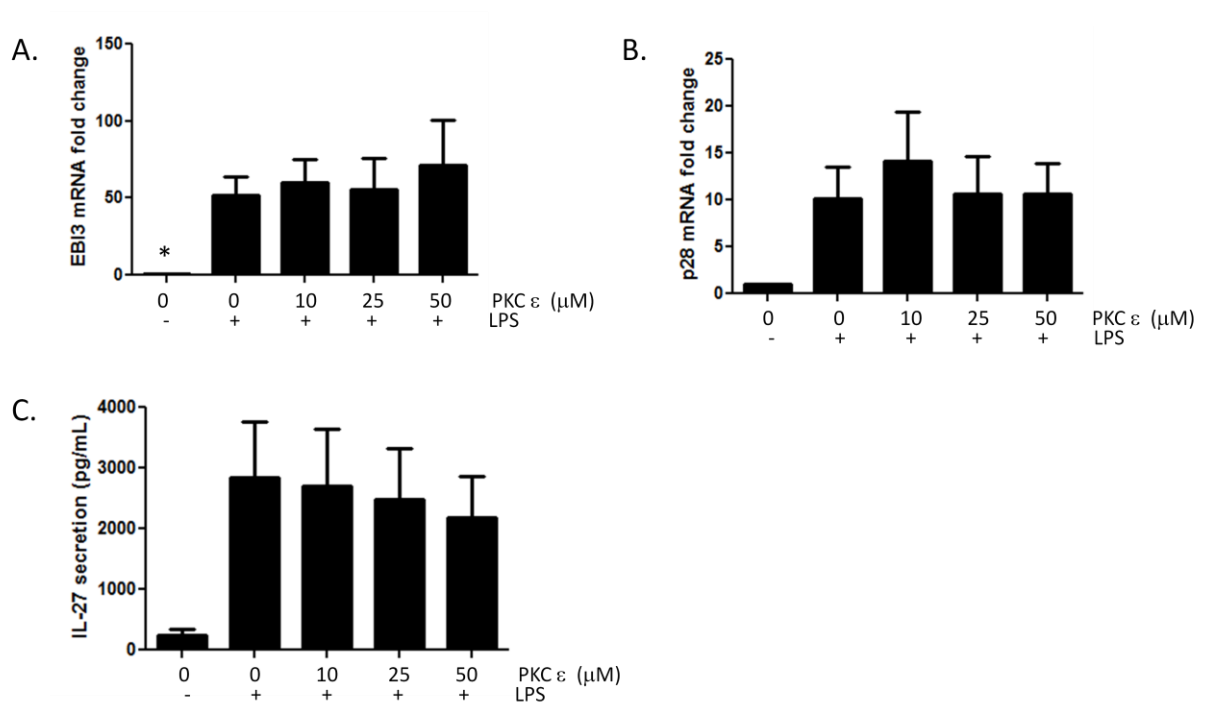 A.
EBI3 mRNA fold change
150
100
50
0
*
0 0 10 25 50 PKC ε (μM)
- + + + + LPS
B.
p28 mRNA fold change
25
20
15
10
5
0
0 0 10 25 50 PKC ε (μM)
- + + + + LPS
C.
IL-27 secretion (pg/mL)
4000
3000
2000
1000
0
0 0 10 25 50 PKC ε (μM)
- + + + + LPS